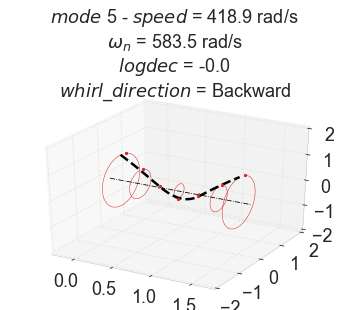 mode 5 - speed = 418.9 rad/s
ωn = 583.5 rad/s
logdec = -0.0
whirl_direction = Backward
2
1
0
−1
−2
2
1
0
−1
−2
0.0 0.5 1.0 1.5